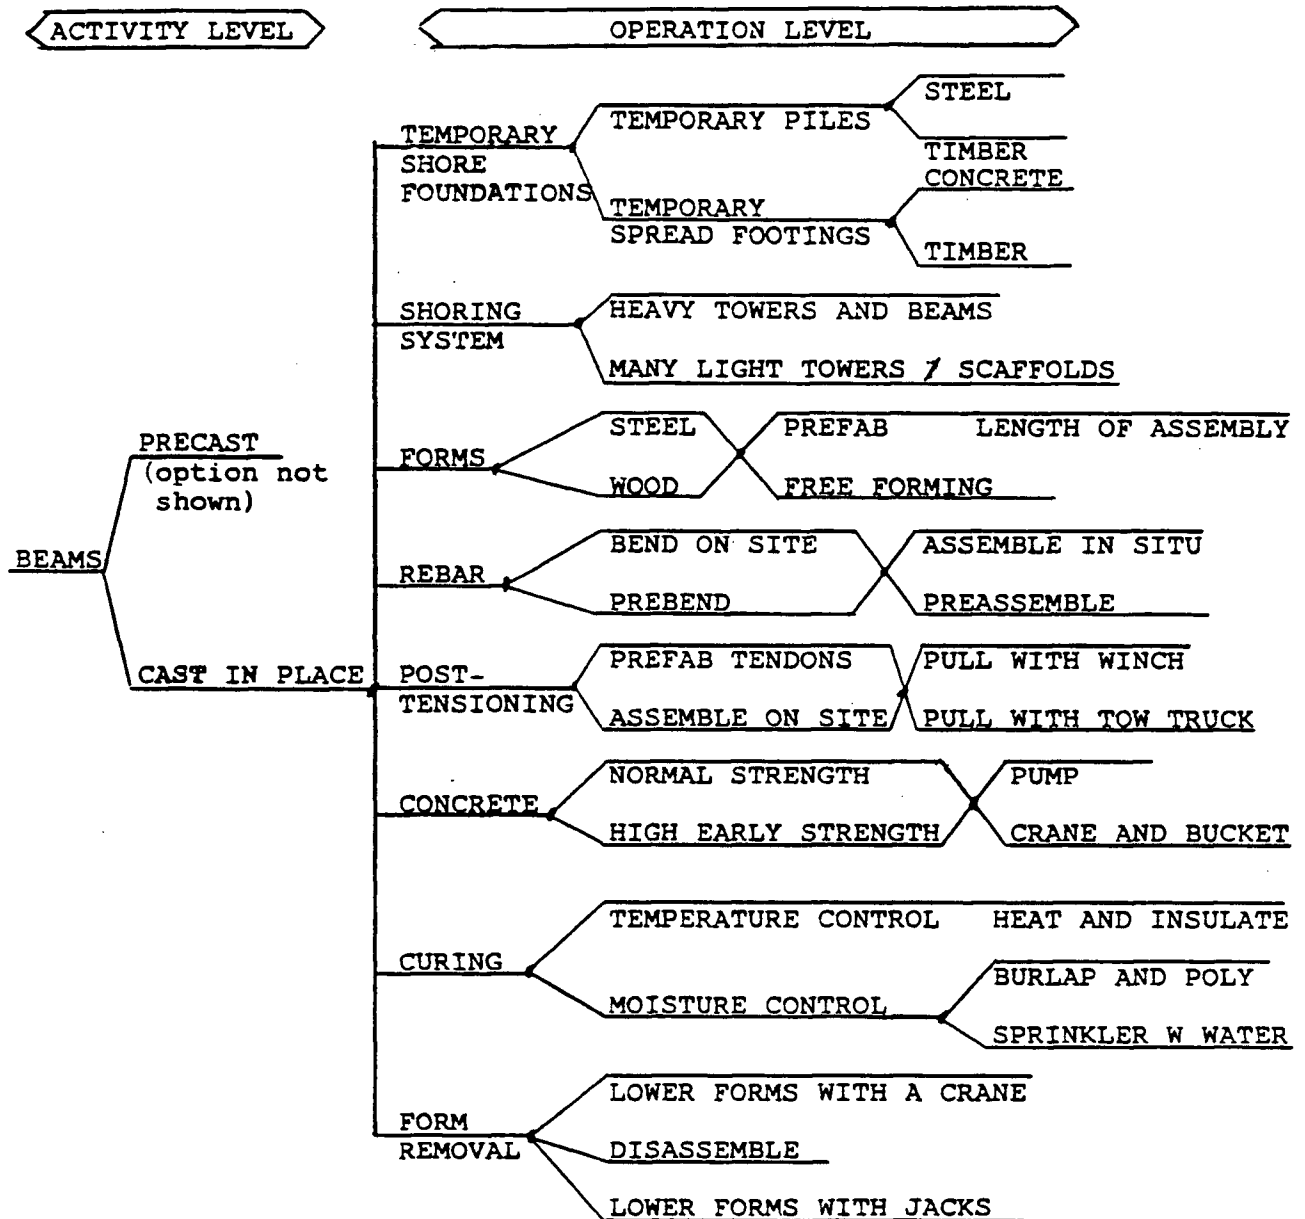 ACTIVITY LEVEL
OPERATION LEVEL
STEEL
TEMPORARY PILES
TEMPORARY
SHORE
FOUNDATIONS
TIMBER
CONCRETE
TEMPORARY
SPREAD FOOTINGS
TIMBER
SHORING
SYSTEM
HEAVY TOWERS AND BEAMS
MANY LIGHT TOWERS / SCAFFOLDS
PRECAST
(option not
shown)
FORMS
STEEL
PREFAB LENGTH OF ASSEMBLY
WOOD
FREE FORMING
BEAMS
REBAR
BEND ON SITE
ASSEMBLE IN SITU
PREBEND
PREASSEMBLE
CAST IN PLACE
POST-
TENSIONING
PREFAB TENDONS
PULL WITH WINCH
ASSEMBLE ON SITE
PULL WITH TOW TRUCK
CONCRETE
NORMAL STRENGTH
PUMP
HIGH EARLY STRENGTH
CRANE AND BUCKET
CURING
TEMPERATURE CONTROL HEAT AND INSULATE
MOISTURE CONTROL
BURLAP AND POLY
SPRINKLER W WATER
FORM
REMOVAL
LOWER FORMS WITH A CRANE
DISASSEMBLE
LOWER FORMS WITH JACKS